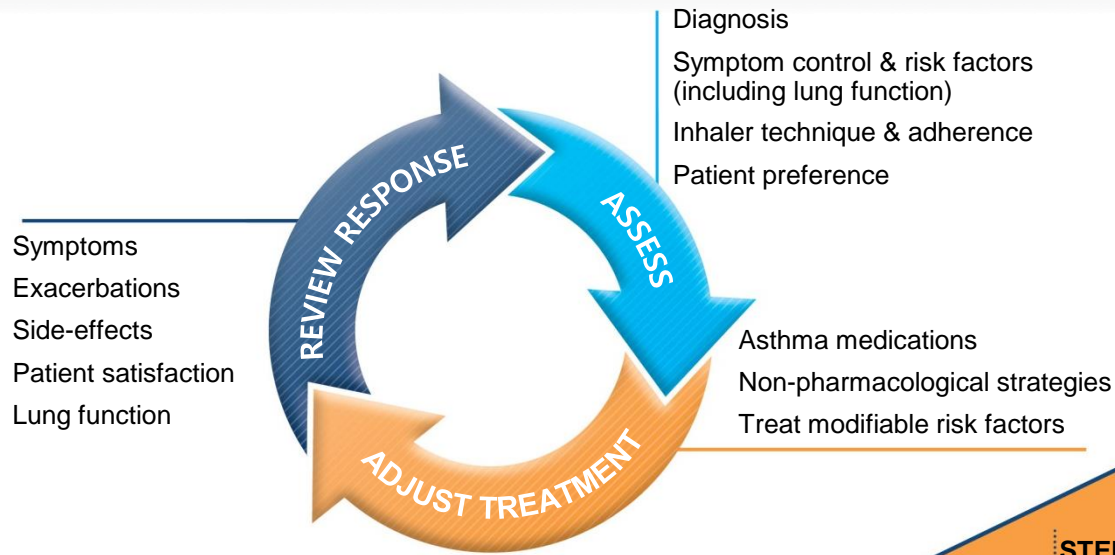 Diagnosis
Symptom control & risk factors
(including lung function)
Inhaler technique & adherence
Patient preference
REVIEW RESPONSE
ASSESS
ADJUST TREATMENT
Symptoms
Exacerbations
Side-effects
Patient satisfaction
Lung function
Asthma medications
Non-pharmacological strategies
Treat modifiable risk factors